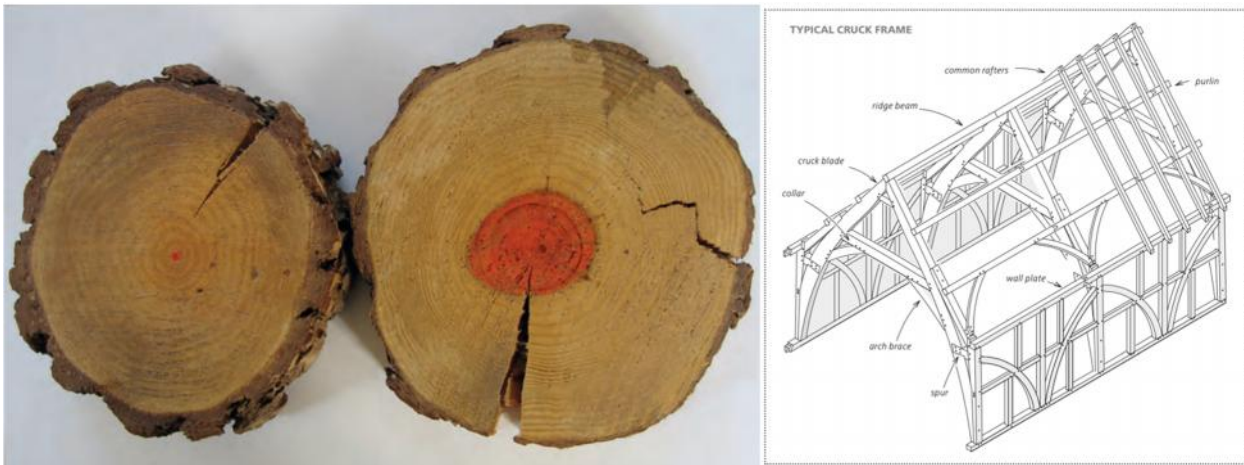 TYPICAL CRUCK FRAME
common rafters
purlin
ridge beam
cruck blade
collar
wall plate
arch brace
spur